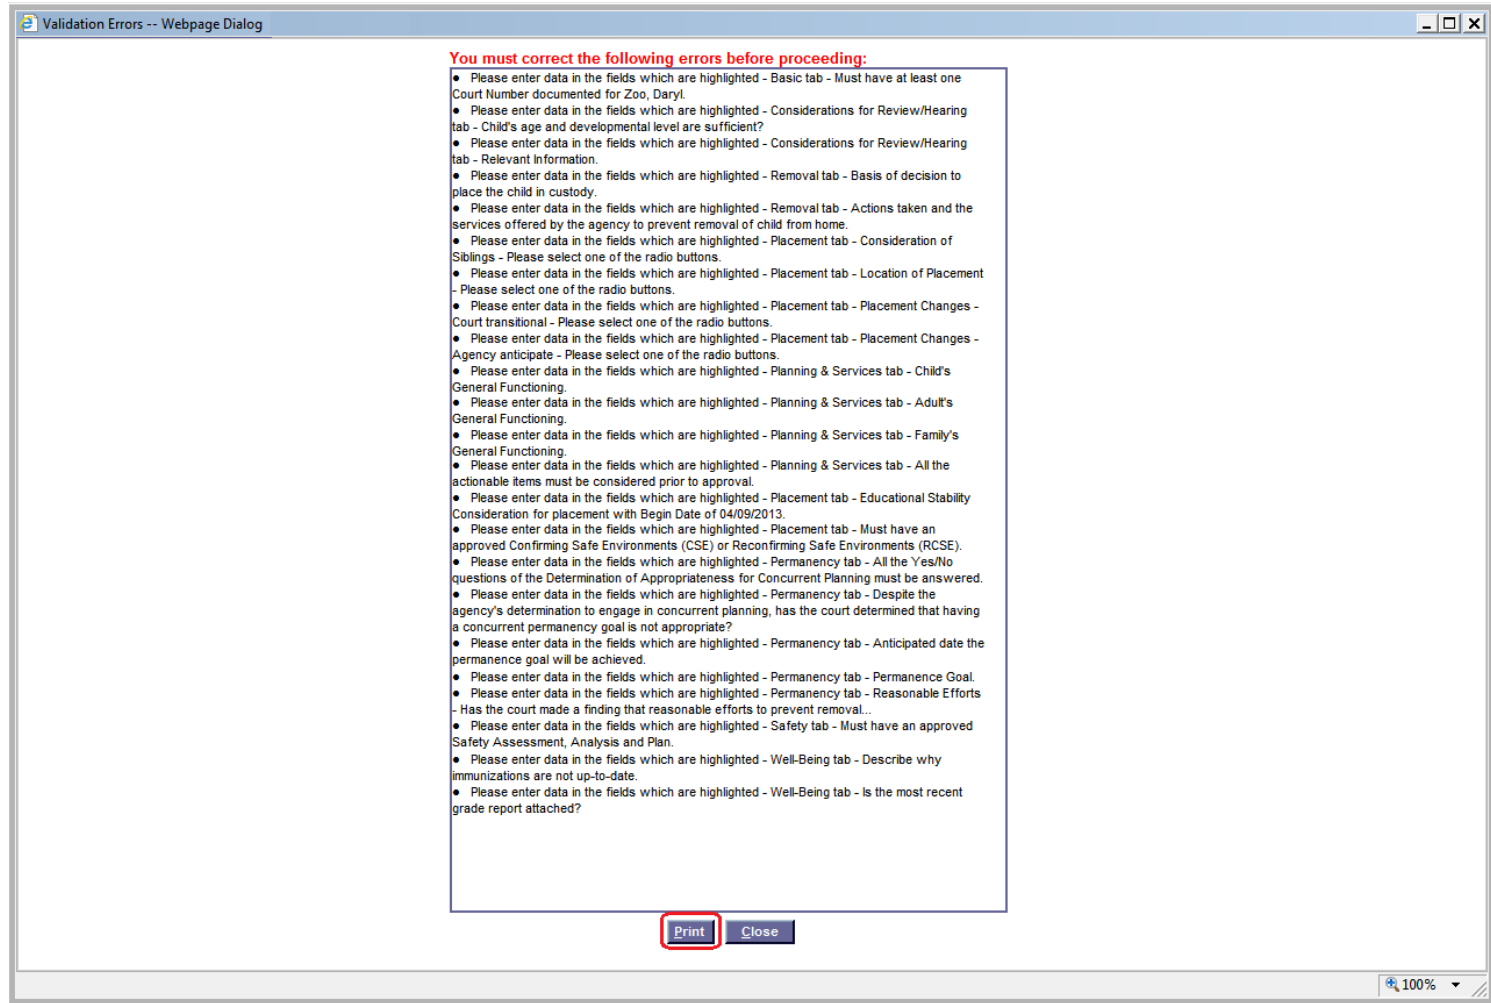 Validation Errors -- Webpage Dialog
You must correct the following errors before proceeding:
● Please enter data in the fields which are highlighted - Basic tab - Must have at least one
Court Number documented for Zoo, Daryl.
● Please enter data in the fields which are highlighted - Considerations for Review/Hearing
tab - Child's age and developmental level are sufficient?
● Please enter data in the fields which are highlighted - Considerations for Review/Hearing
tab - Relevant Information.
● Please enter data in the fields which are highlighted - Removal tab - Basis of decision to
place the child in custody.
● Please enter data in the fields which are highlighted - Removal tab - Actions taken and the
services offered by the agency to prevent removal of child from home.
● Please enter data in the fields which are highlighted - Placement tab - Consideration of
Siblings - Please select one of the radio buttons.
● Please enter data in the fields which are highlighted - Placement tab - Location of Placement
- Please select one of the radio buttons.
● Please enter data in the fields which are highlighted - Placement tab - Placement Changes -
Court transitional - Please select one of the radio buttons.
● Please enter data in the fields which are highlighted - Placement tab - Placement Changes -
Agency anticipate - Please select one of the radio buttons.
● Please enter data in the fields which are highlighted - Planning & Services tab - Child's
General Functioning.
● Please enter data in the fields which are highlighted - Planning & Services tab - Adult's
General Functioning.
● Please enter data in the fields which are highlighted - Planning & Services tab - Family's
General Functioning.
● Please enter data in the fields which are highlighted - Planning & Services tab - All the
actionable items must be considered prior to approval.
● Please enter data in the fields which are highlighted - Placement tab - Educational Stability
Consideration for placement with Begin Date of 04/09/2013.
● Please enter data in the fields which are highlighted - Placement tab - Must have an
approved Confirming Safe Environments (CSE) or Reconfirming Safe Environments (RCSE).
● Please enter data in the fields which are highlighted - Permanency tab - All the Yes/No
questions of the Determination of Appropriateness for Concurrent Planning must be answered.
● Please enter data in the fields which are highlighted - Permanency tab - Despite the
agency's determination to engage in concurrent planning, has the court determined that having
a concurrent permanency goal is not appropriate?
● Please enter data in the fields which are highlighted - Permanency tab - Anticipated date the
permanence goal will be achieved.
● Please enter data in the fields which are highlighted - Permanency tab - Permanence Goal.
● Please enter data in the fields which are highlighted - Permanency tab - Reasonable Efforts
- Has the court made a finding that reasonable efforts to prevent removal...
● Please enter data in the fields which are highlighted - Safety tab - Must have an approved
Safety Assessment, Analysis and Plan.
● Please enter data in the fields which are highlighted - Well-Being tab - Describe why
immunizations are not up-to-date.
● Please enter data in the fields which are highlighted - Well-Being tab - Is the most recent
grade report attached?
Print Close
100%